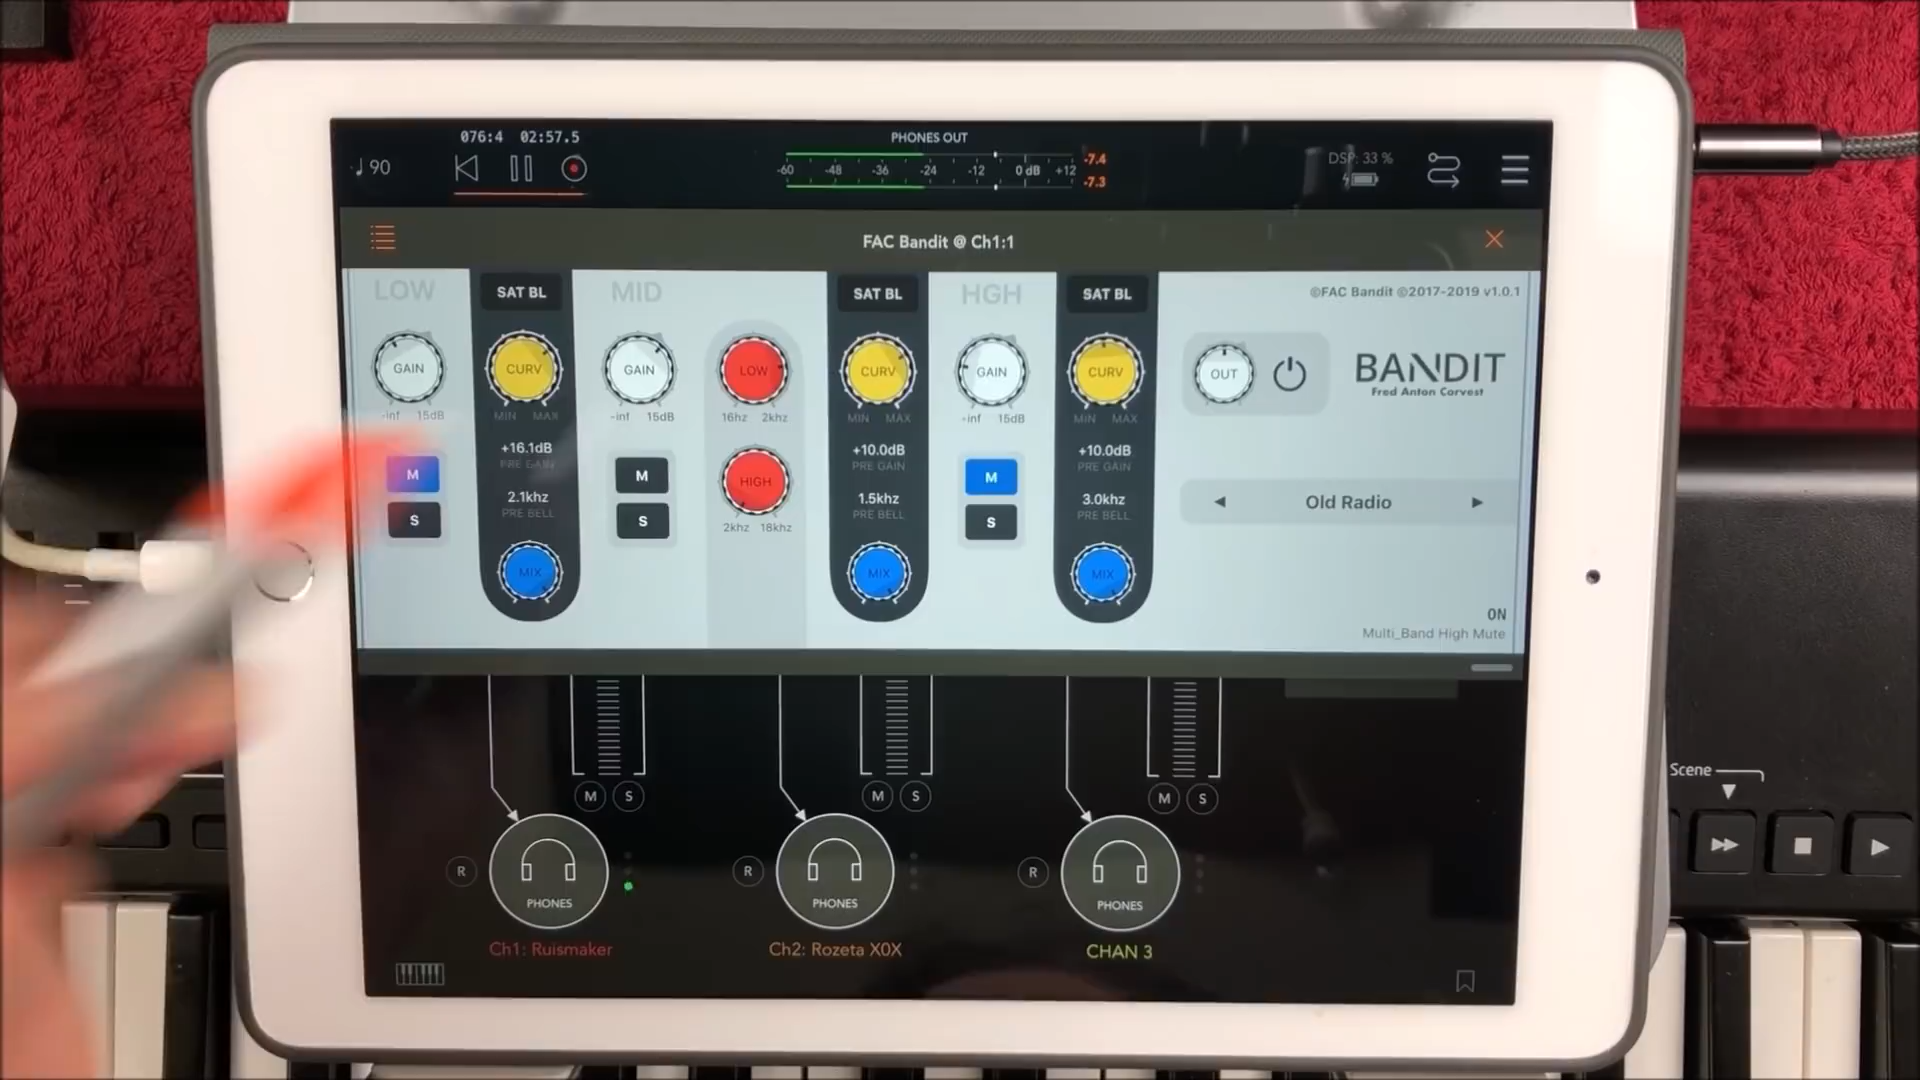 076:4 02:57.5
90
PHONES OUT
-60 -48 -36 -24 -12 0 dB +12
-7.4
-7.3
DSP: 33 %
FAC Bandit @ Ch1:1
LOW
SAT BL
MID
SAT BL
HGH
SAT BL
©FAC Bandit ©2017-2019 v1.0.1
GAIN
CURV
GAIN
LOW
CURV
GAIN
CURV
OUT
BANDIT
Fred Anton Corvest
-inf 15dB
MIN MAX
-inf 15dB
16hz 2khz
MIN MAX
-inf 15dB
MIN MAX
+16.1dB
PRE GAIN
+10.0dB
PRE GAIN
+10.0dB
PRE GAIN
M
M
HIGH
M
2.1khz
PRE BELL
1.5khz
PRE BELL
3.0khz
PRE BELL
Old Radio
S
S
2khz 18khz
S
MIX
MIX
MIX
ON
Multi_Band High Mute
M S
M S
M S
R
PHONES
R
PHONES
R
PHONES
Ch1: Ruismaker
Ch2: Rozeta X0X
CHAN 3
Scene